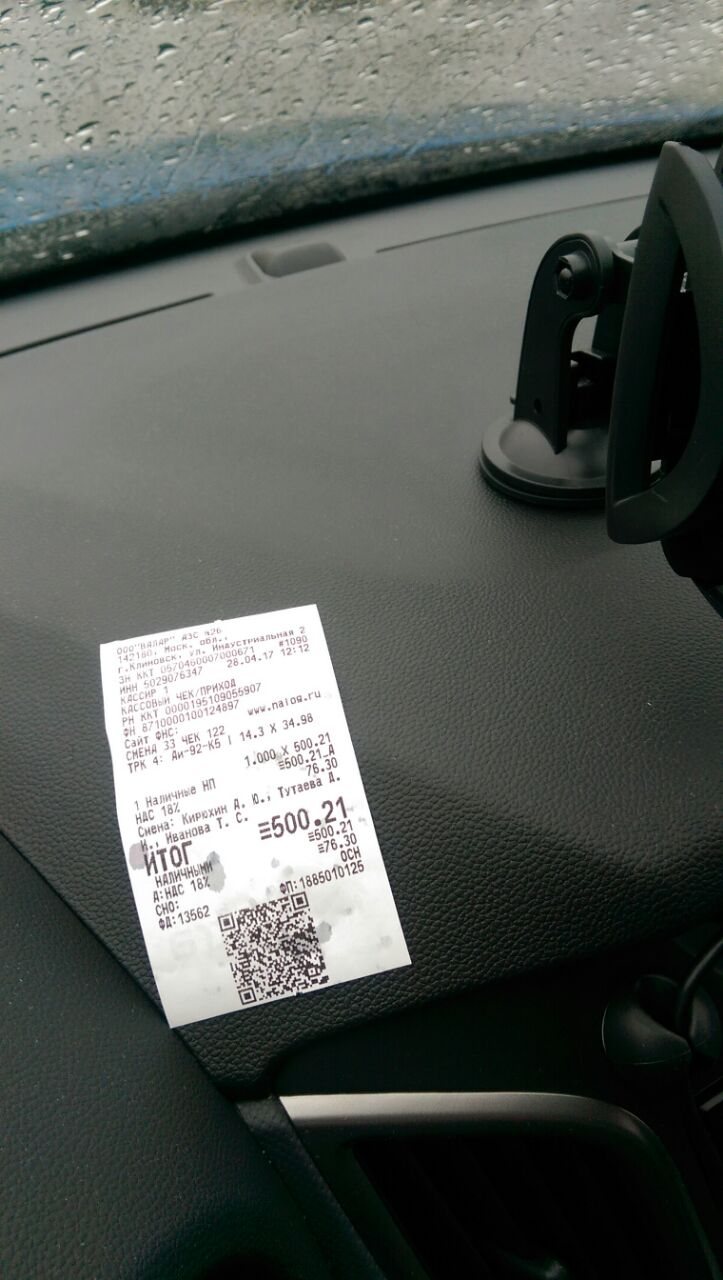 ООО"ВАЛАР" АЗС №26
142180, Моск. обл.,
г.Климовск, ул. Индустриальная 2
ЗН ККТ 0570460007000671 #1090
ИНН 5029076347 28.04.17 12:12
КАССИР 1
КАССОВЫЙ ЧЕК/ПРИХОД
РН ККТ 0000195109055907
ФН 8710000100124897
Сайт ФНС: www.nalog.ru
СМЕНА 33 ЧЕК 122
ТРК 4: Аи-92-К5 | 14.3 X 34.98
1.000 X 500.21
1 Наличные НП ≡500.21_А
НДС 18% 76.30
Смена: Кирюхин Д. Ю., Тутаева Д.
И., Иванова Т. С.
ИТОГ ≡500.21
НАЛИЧНЫМИ ≡500.21
А:НДС 18% ≡76.30
СНО: ОСН
ФД:13562 ФП:1885010125